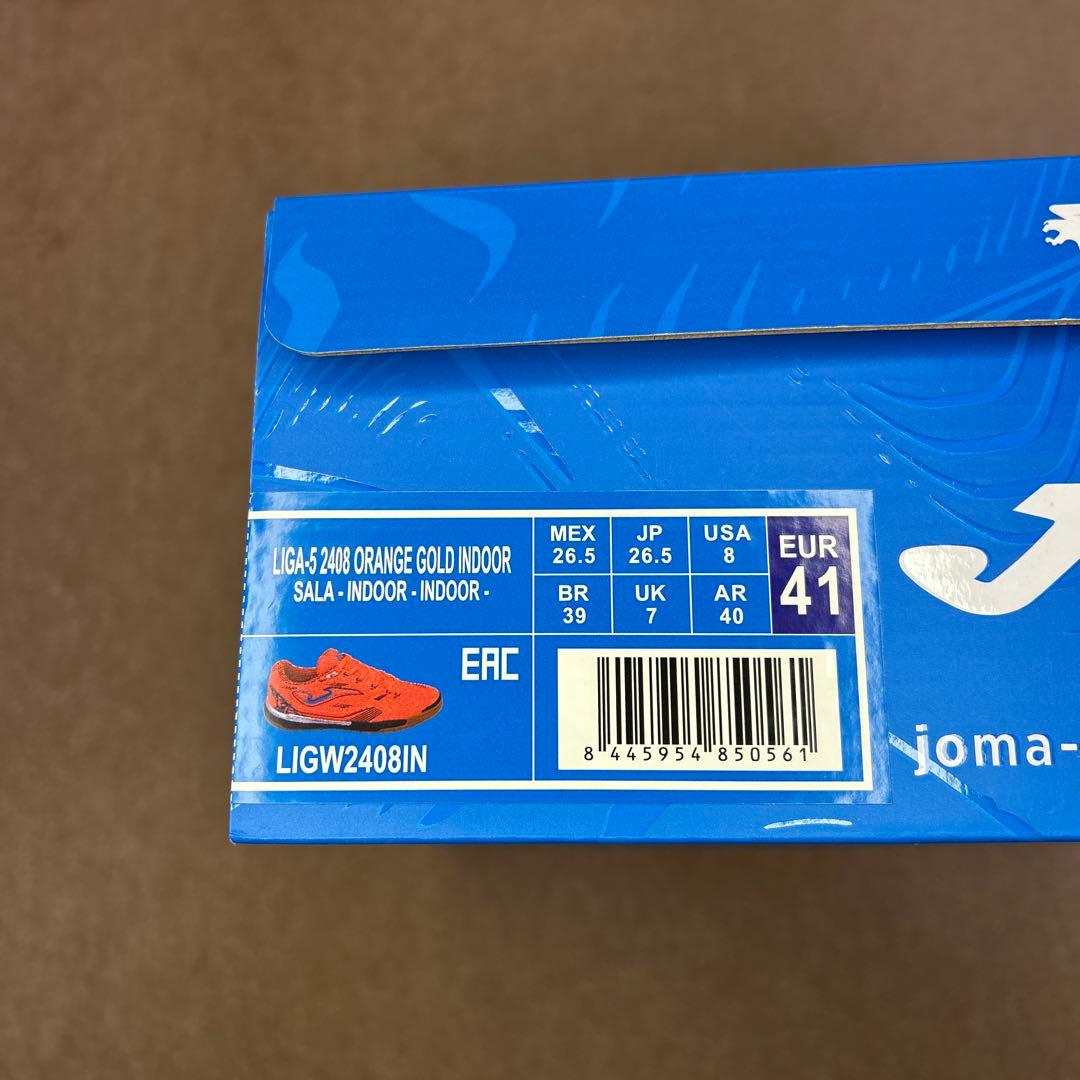 LIGA-5 2408 ORANGE GOLD INDOOR
SALA - INDOOR - INDOOR -
MEX
26.5
JP
26.5
USA
8
EUR
41
BR
39
UK
7
AR
40
EAC
LIGW2408IN
8 445954 850561
joma-